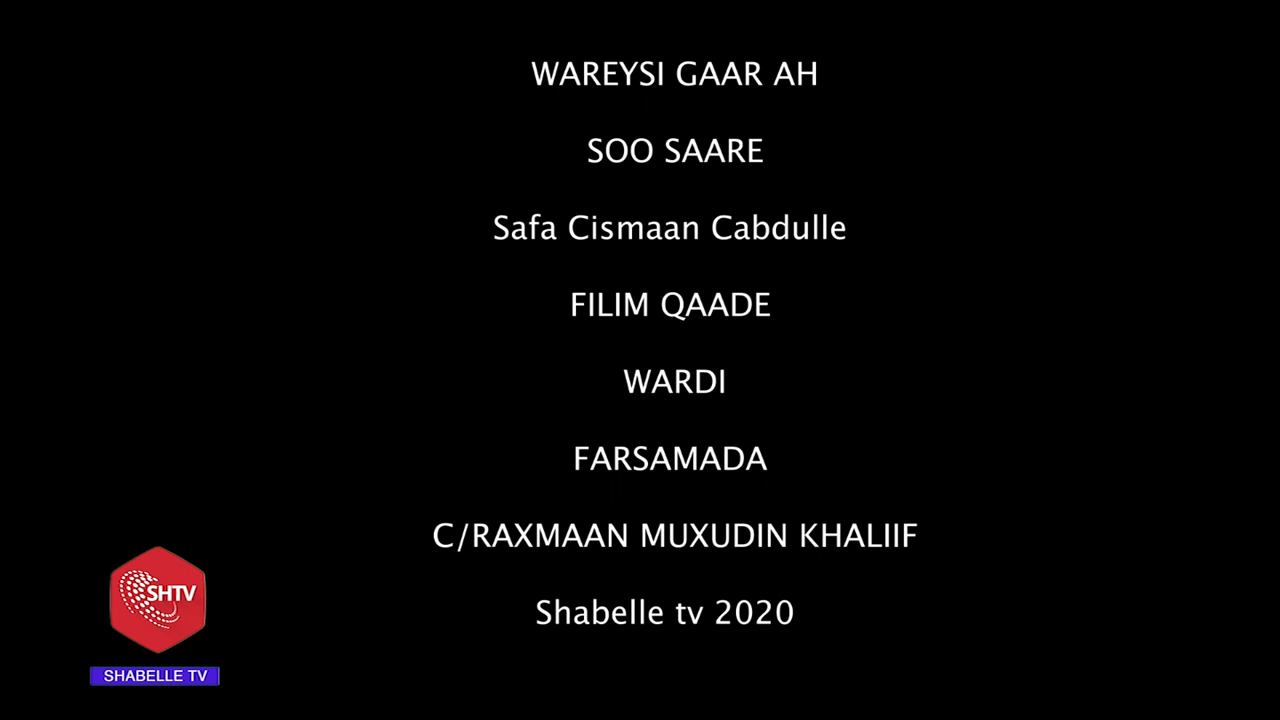 WAREYSI GAAR AH
SOO SAARE
Safa Cismaan Cabdulle
FILIM QAADE
WARDI
FARSAMADA
C/RAXMAAN MUXUDIN KHALIIF
Shabelle tv 2020
SHTV
SHABELLE TV